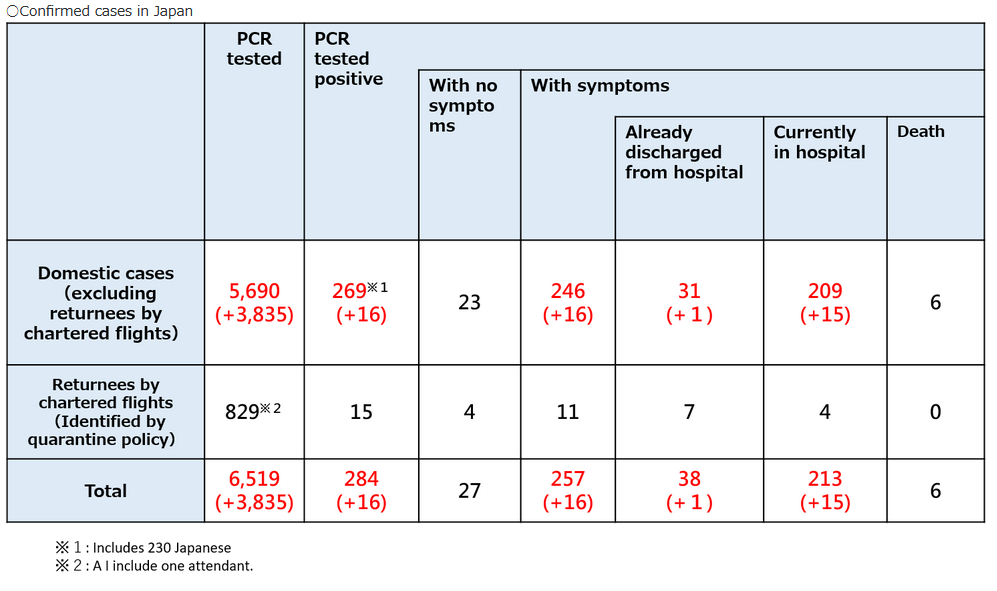 ○Confirmed cases in Japan
PCR
tested
PCR
tested
positive
With no
sympto
ms
With symptoms
Already
discharged
from hospital
Currently
in hospital
Death
Domestic cases
(excluding
returnees by
chartered flights)
5,690
(+3,835)
269※1
(+16)
23
246
(+16)
31
(+1)
209
(+15)
6
Returnees by
chartered flights
(Identified by
quarantine policy)
829※2
15
4
11
7
4
0
Total
6,519
(+3,835)
284
(+16)
27
257
(+16)
38
(+1)
213
(+15)
6
※1: Includes 230 Japanese
※2: A I include one attendant.